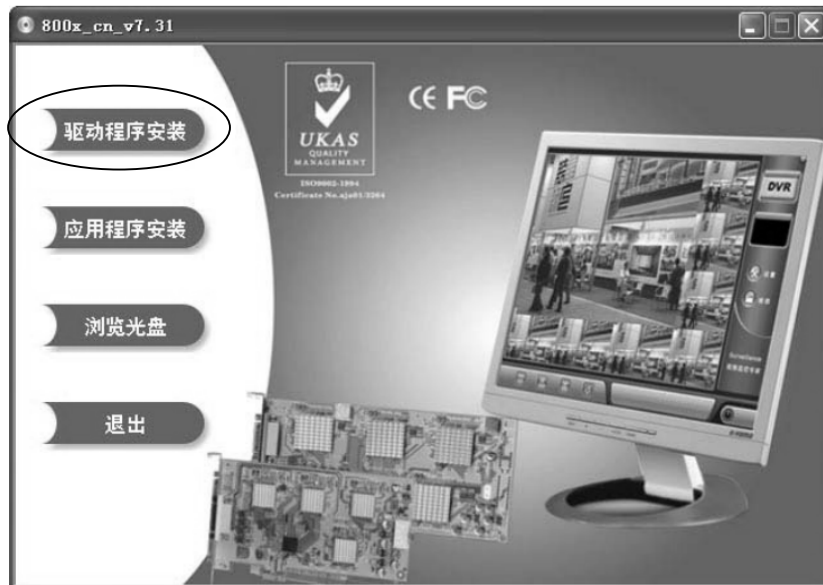 800x_cn_v7.31
驱动程序安装
应用程序安装
浏览光盘
退出
UKAS
QUALITY
MANAGEMENT
ISO9002-1994
CE FC
DVR